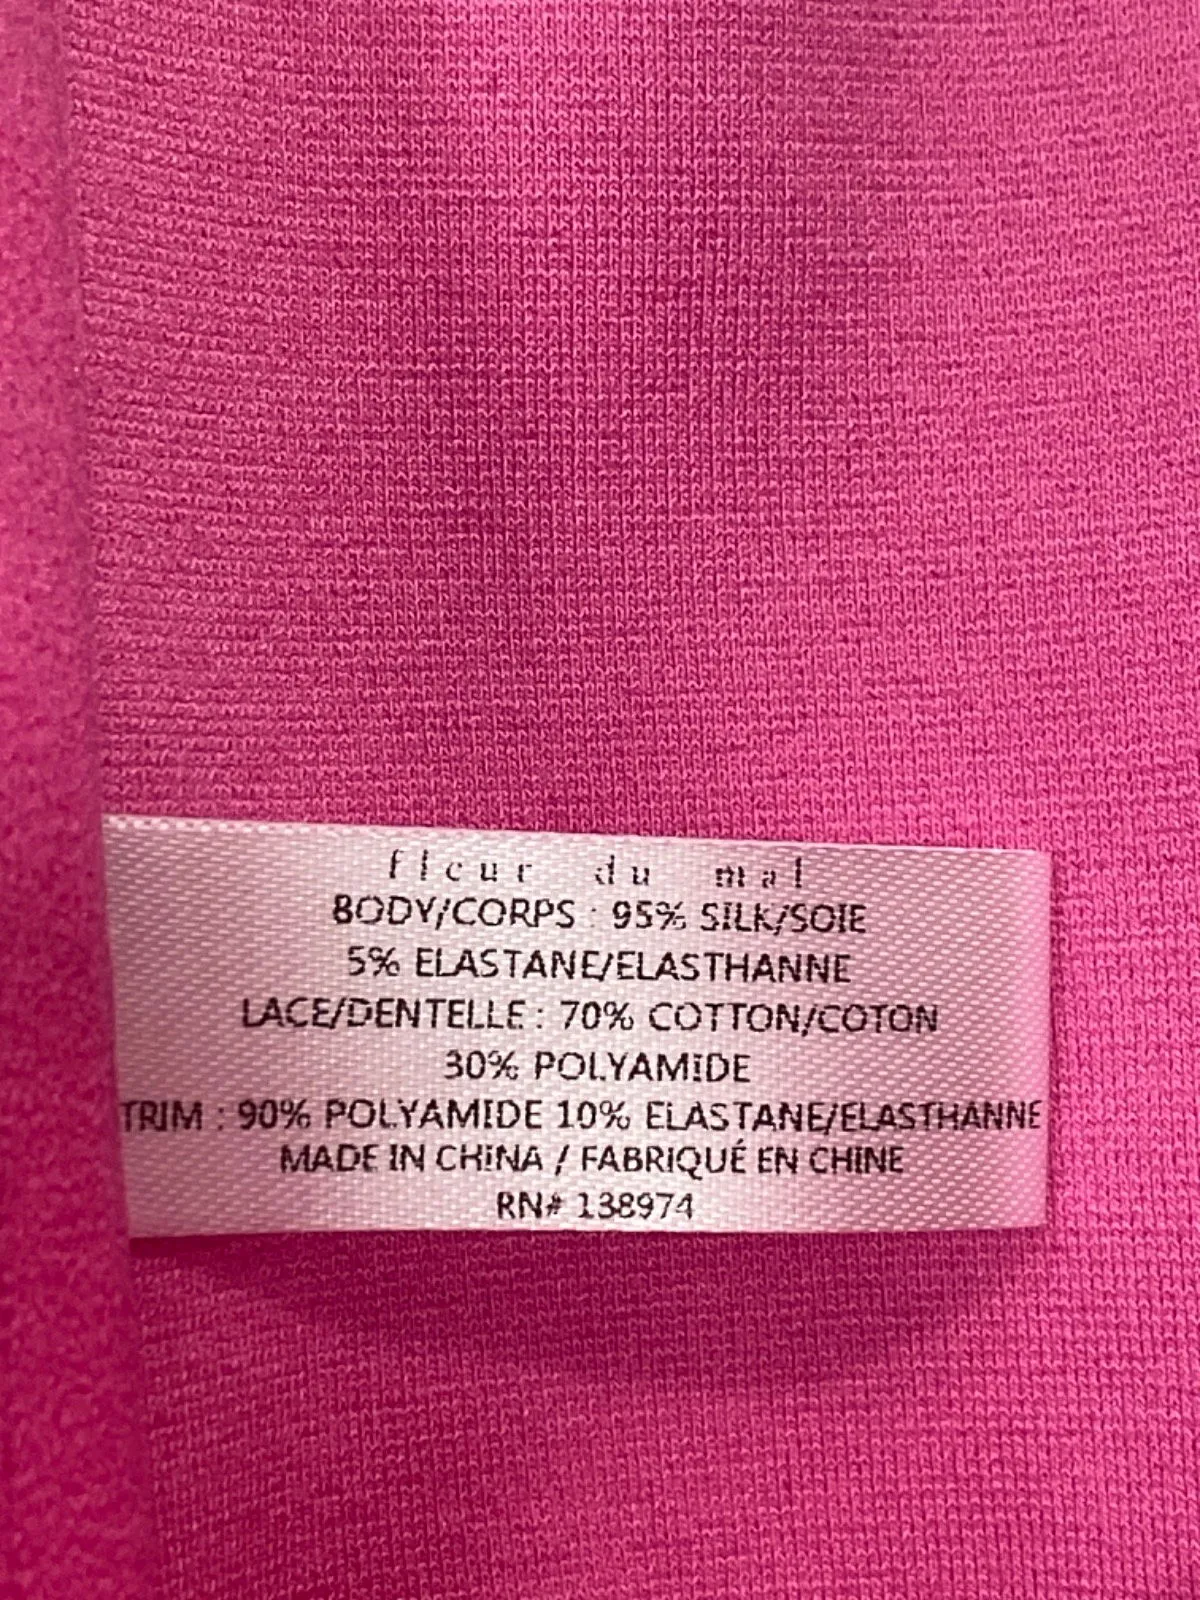 fleur du mal
BODY/CORPS : 95% SILK/SOIE
5% ELASTANE/ELASTHANNE
LACE/DENTELLE : 70% COTTON/COTON
30% POLYAMIDE
TRIM : 90% POLYAMIDE 10% ELASTANE/ELASTHANNE
MADE IN CHINA / FABRIQUÉ EN CHINE
RN# 138974